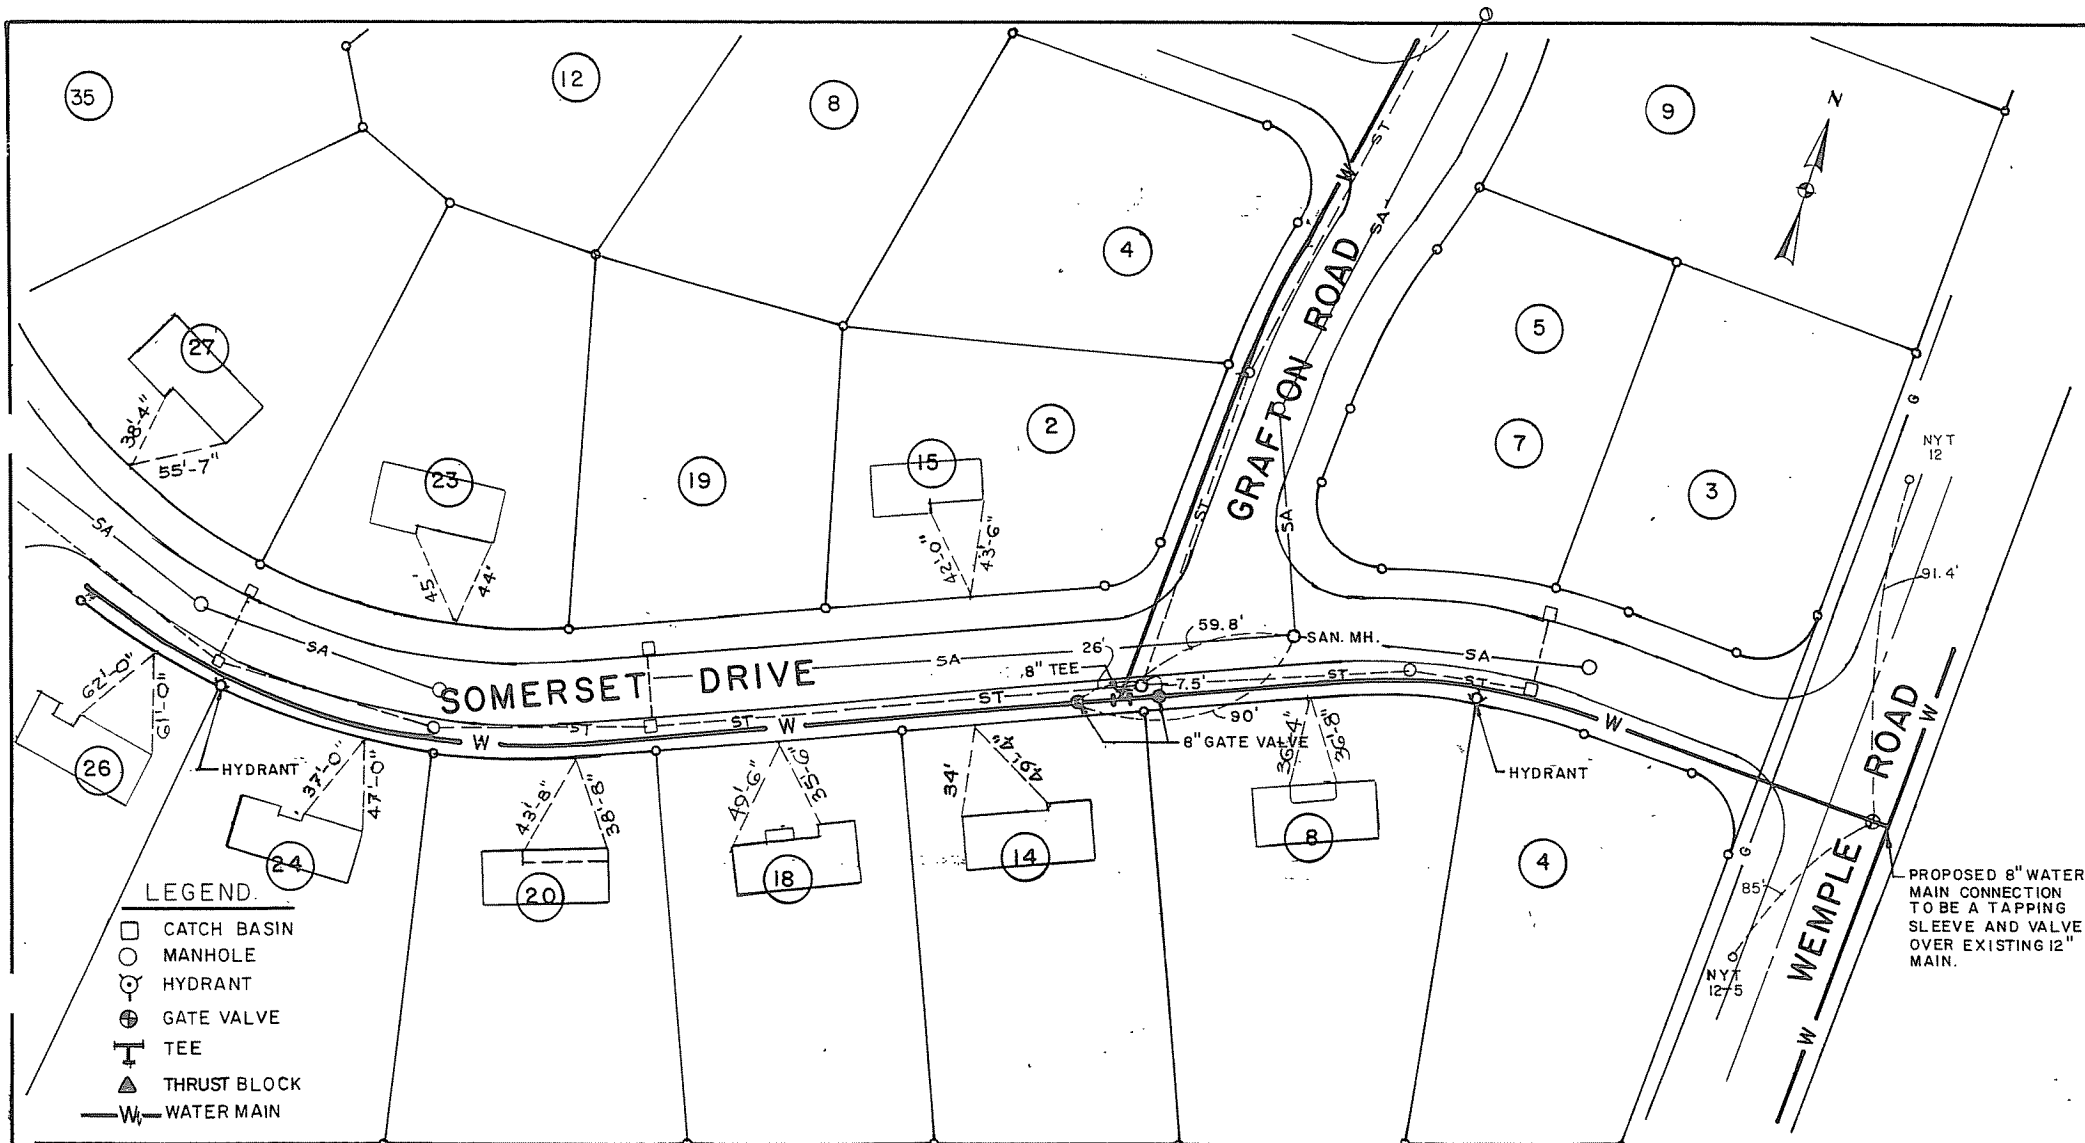 35
12
8
9
N
4
ST
W
SA
GRAFTON ROAD
5
27
38'-4"
55'-7"
23
45'
44'
19
15
42'-0"
43'-6"
2
ST
SA
7
3
G
NYT
12
91.4'
SA
SA
SOMERSET DRIVE
SA
26'
59.8'
SAN. MH.
SA
8" TEE
7.5'
ST
ST
ST
ST
ST
W
W
W
90'
8" GATE VALVE
HYDRANT
HYDRANT
62'-0"
61'-0"
26
37'-0"
47'-0"
24
43'-8"
38'-8"
20
49'-6"
35'-6"
18
34'
49'-4"
14
36'-4"
36'-8"
8
4
G
85'
NYT
12-5
WEMPLE ROAD
W
W
PROPOSED 8" WATER
MAIN CONNECTION
TO BE A TAPPING
SLEEVE AND VALVE
OVER EXISTING 12"
MAIN.
LEGEND.
CATCH BASIN
MANHOLE
HYDRANT
GATE VALVE
TEE
THRUST BLOCK
W WATER MAIN